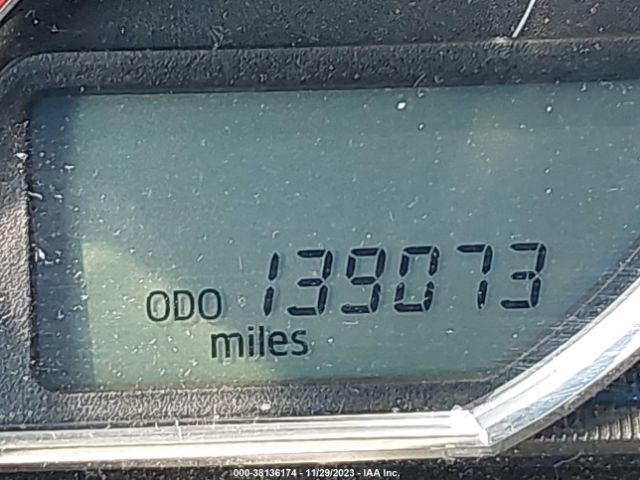 ODO 139073
miles
000-38136174 - 11/29/2023 - IAA Inc.